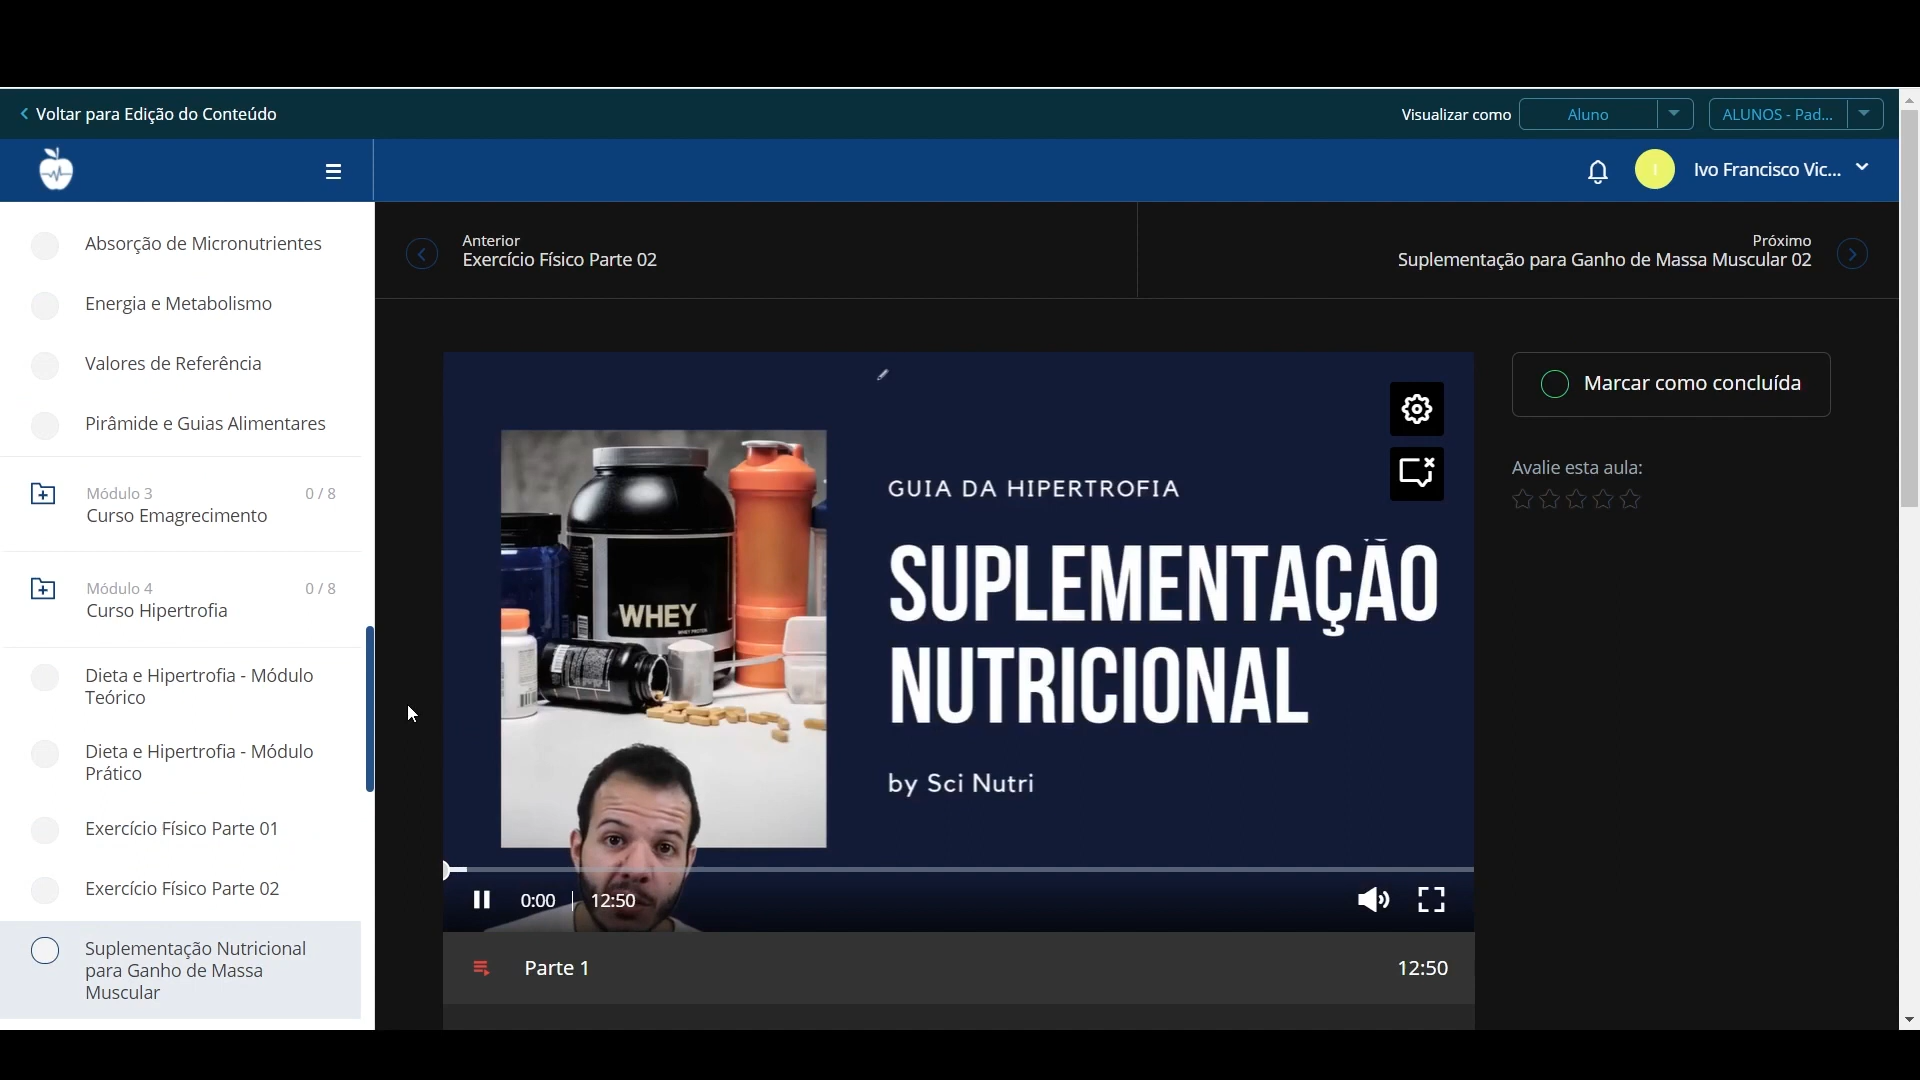 Voltar para Edição do Conteúdo
Visualizar como
Aluno
ALUNOS - Pad...
I
Ivo Francisco Vic...
Absorção de Micronutrientes
Energia e Metabolismo
Valores de Referência
Pirâmide e Guias Alimentares
Módulo 3
0 / 8
Curso Emagrecimento
Módulo 4
0 / 8
Curso Hipertrofia
Dieta e Hipertrofia - Módulo
Teórico
Dieta e Hipertrofia - Módulo
Prático
Exercício Físico Parte 01
Exercício Físico Parte 02
Suplementação Nutricional
para Ganho de Massa
Muscular
Anterior
Exercício Físico Parte 02
Próximo
Suplementação para Ganho de Massa Muscular 02
GUIA DA HIPERTROFIA
SUPLEMENTAÇÃO
NUTRICIONAL
by Sci Nutri
WHEY
WHEY PROTEIN
0:00
12:50
Parte 1
12:50
Marcar como concluída
Avalie esta aula: